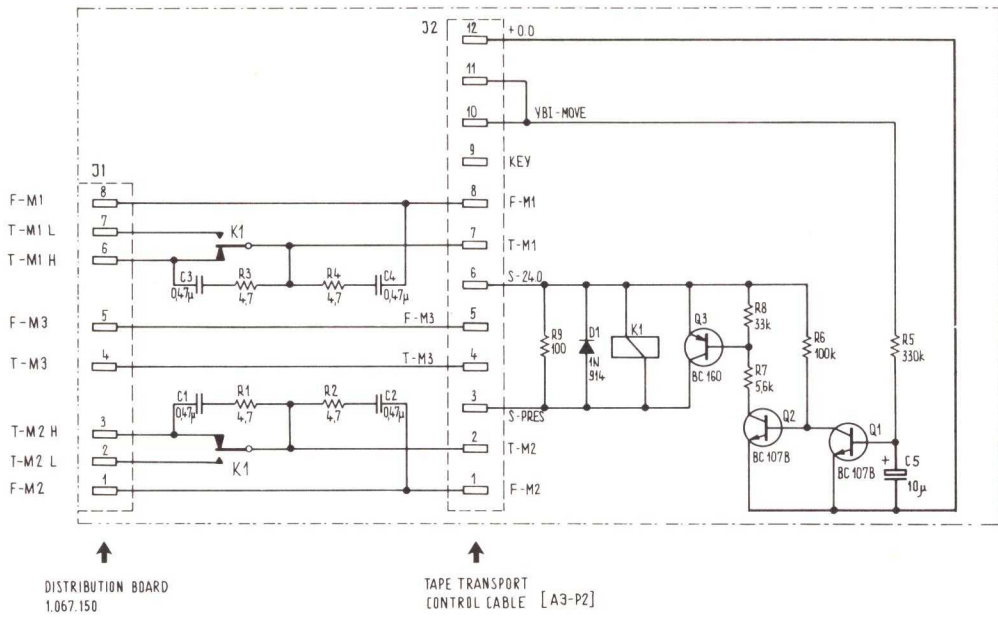 J2
12 +0.0
11
10 YBI-MOVE
9 KEY
J1
F-M1 8
8 F-M1
T-M1 L 7
K1
7 T-M1
T-M1 H 6
6 S-24.0
C3 0,47µ
R3 4,7
R4 4,7
C4 0,47µ
F-M3 5
F-M3 5
T-M3 4
T-M3 4
R9 100
D1 1N 914
K1
Q3 BC 160
R8 33k
R7 5,6k
R6 100k
R5 330k
3 S-PRES
C1 0,47µ
R1 4,7
R2 4,7
C2 0,47µ
T-M2 H 3
T-M2 L 2
K1
2 T-M2
F-M2 1
1 F-M2
Q2 BC 107B
Q1 BC 107B
+ C5 10µ
DISTRIBUTION BOARD
1.067.150
TAPE TRANSPORT
CONTROL CABLE [A3-P2]